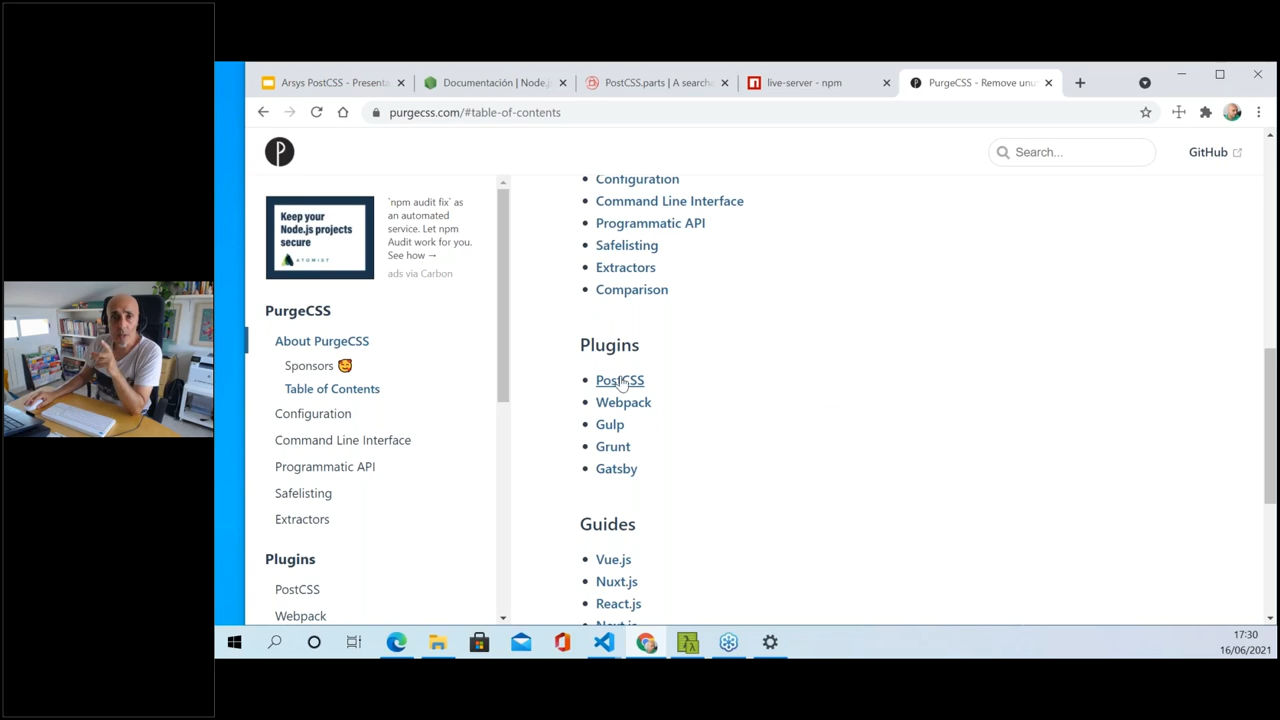 Arsys PostCSS - Presenta
Documentación | Node.j
PostCSS.parts | A searcha
live-server - npm
PurgeCSS - Remove unu
purgecss.com/#table-of-contents
Search...
GitHub
Keep your
Node.js projects
secure
ATOMIST
`npm audit fix` as
an automated
service. Let npm
Audit work for you.
See how →
ads via Carbon
PurgeCSS
About PurgeCSS
Sponsors 🥰
Table of Contents
Configuration
Command Line Interface
Programmatic API
Safelisting
Extractors
Plugins
PostCSS
Webpack
Configuration
Command Line Interface
Programmatic API
Safelisting
Extractors
Comparison
Plugins
PostCSS
Webpack
Gulp
Grunt
Gatsby
Guides
Vue.js
Nuxt.js
React.js
Next.js
17:30
16/06/2021